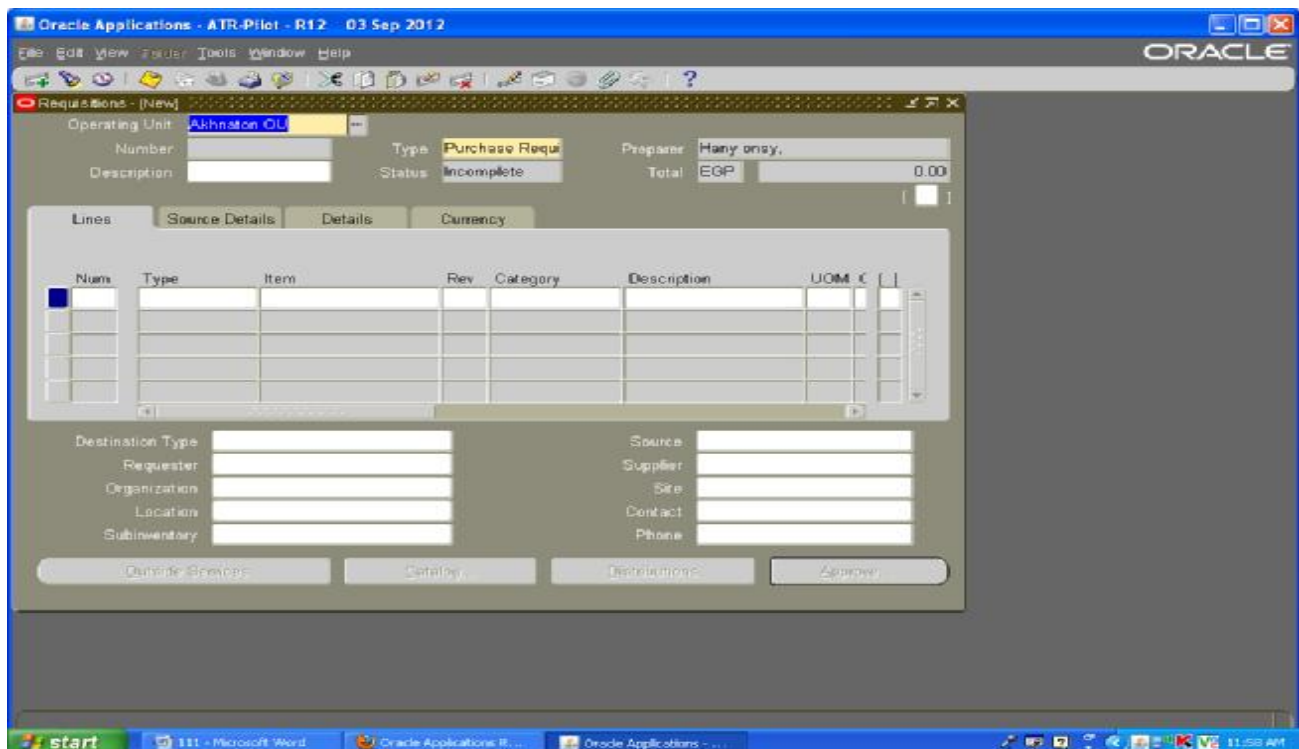 Oracle Applications - ATR-Pilot - R12 03 Sep 2012
File Edit View Folder Tools Window Help
ORACLE
Requisitions - [New]
Operating Unit Akhnaton OU
Number Type Purchase Requi Preparer Hany onsy,
Description Status Incomplete Total EGP 0.00
[ ]
Lines Source Details Details Currency
Num Type Item Rev Category Description UOM C [ ]
Destination Type Source
Requester Supplier
Organization Site
Location Contact
Subinventory Phone
Outside Services Catalog... Distributions Approve
start 111 - Microsoft Word Oracle Applications R... Oracle Applications - ... 11:58 AM